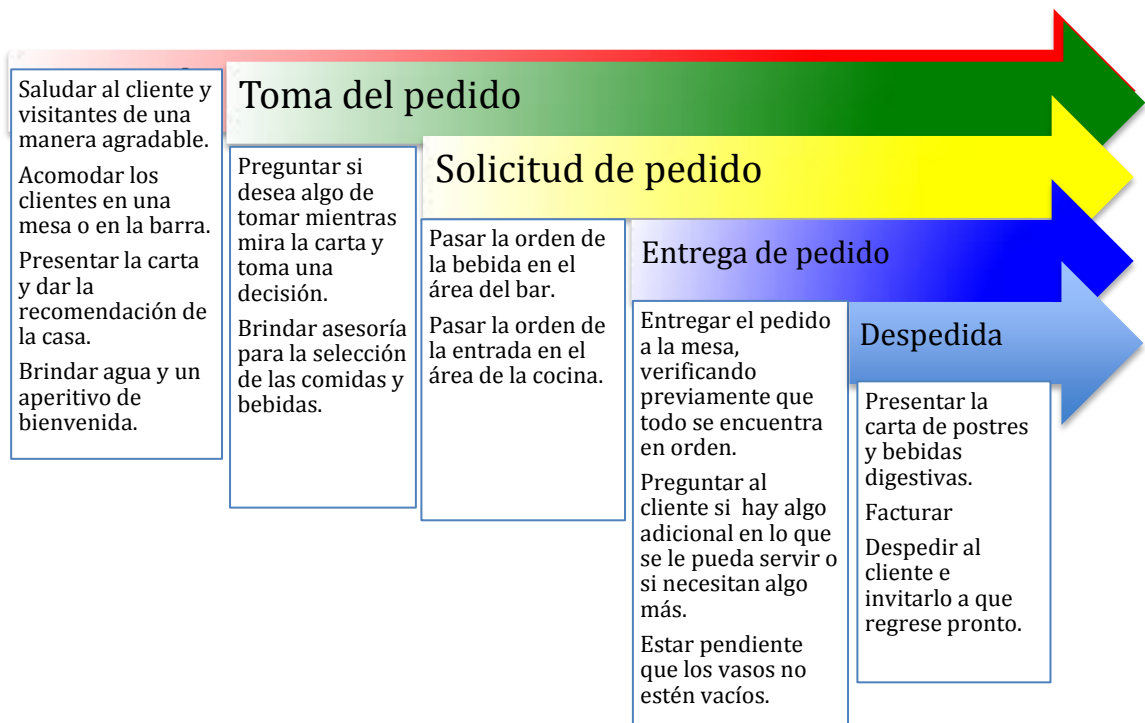 Saludar al cliente y
visitantes de una
manera agradable.
Acomodar los
clientes en una
mesa o en la barra.
Presentar la carta
y dar la
recomendación de
la casa.
Brindar agua y un
aperitivo de
bienvenida.
Toma del pedido
Preguntar si
desea algo de
tomar mientras
mira la carta y
toma una
decisión.
Brindar asesoría
para la selección
de las comidas y
bebidas.
Solicitud de pedido
Pasar la orden de
la bebida en el
área del bar.
Pasar la orden de
la entrada en el
área de la cocina.
Entrega de pedido
Entregar el pedido
a la mesa,
verificando
previamente que
todo se encuentra
en orden.
Preguntar al
cliente si hay algo
adicional en lo que
se le pueda servir o
si necesitan algo
más.
Estar pendiente
que los vasos no
estén vacíos.
Despedida
Presentar la
carta de postres
y bebidas
digestivas.
Facturar
Despedir al
cliente e
invitarlo a que
regrese pronto.